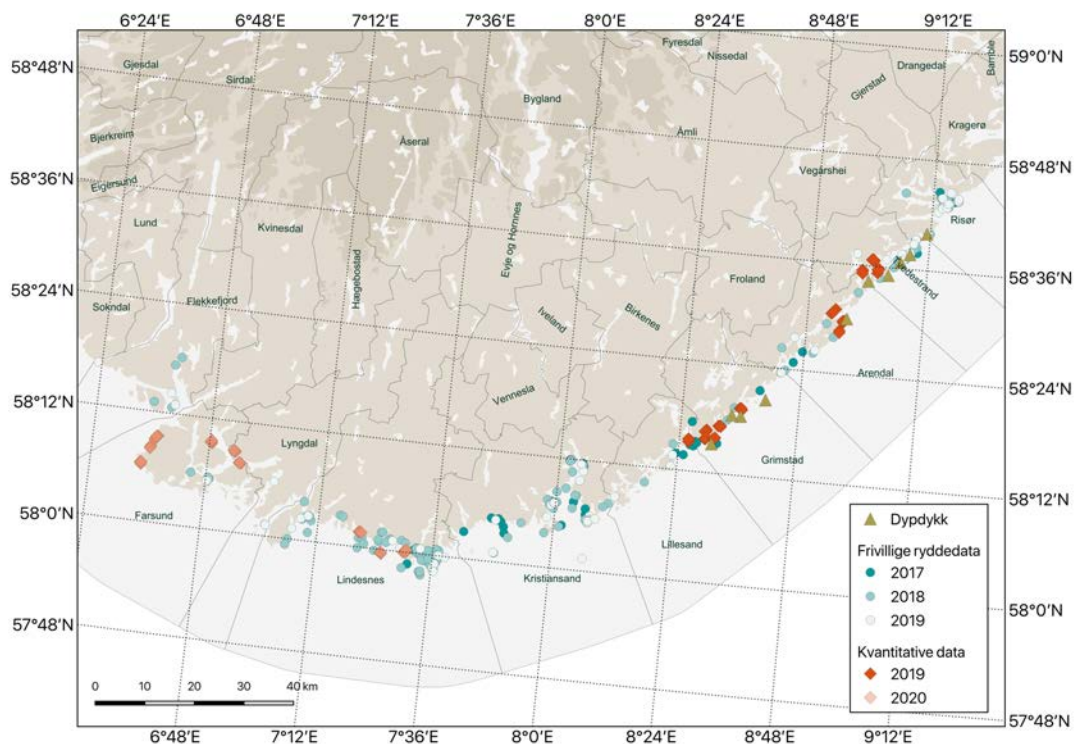 6°24'E 6°48'E 7°12'E 7°36'E 8°0'E 8°24'E 8°48'E 9°12'E
59°0'N
58°48'N
58°36'N
58°24'N
58°12'N
58°0'N
57°48'N
58°48'N
58°36'N
58°24'N
58°12'N
58°0'N
57°48'N
Gjesdal
Sirdal
Bjerkreim
Eigersund
Lund
Sokndal
Flekkefjord
Kvinesdal
Hægebostad
Åseral
Bygland
Evje og Hornnes
Iveland
Vennesla
Birkenes
Fyresdal
Nissedal
Åmli
Froland
Vegårshei
Gjerstad
Drangedal
Bamble
Kragerø
Risør
Tvedestrand
Arendal
Grimstad
Lillesand
Kristiansand
Lindesnes
Lyngdal
Farsund
Dypdykk
Frivillige ryddedata
2017
2018
2019
Kvantitative data
2019
2020
0 10 20 30 40 km
6°48'E 7°12'E 7°36'E 8°0'E 8°24'E 8°48'E 9°12'E